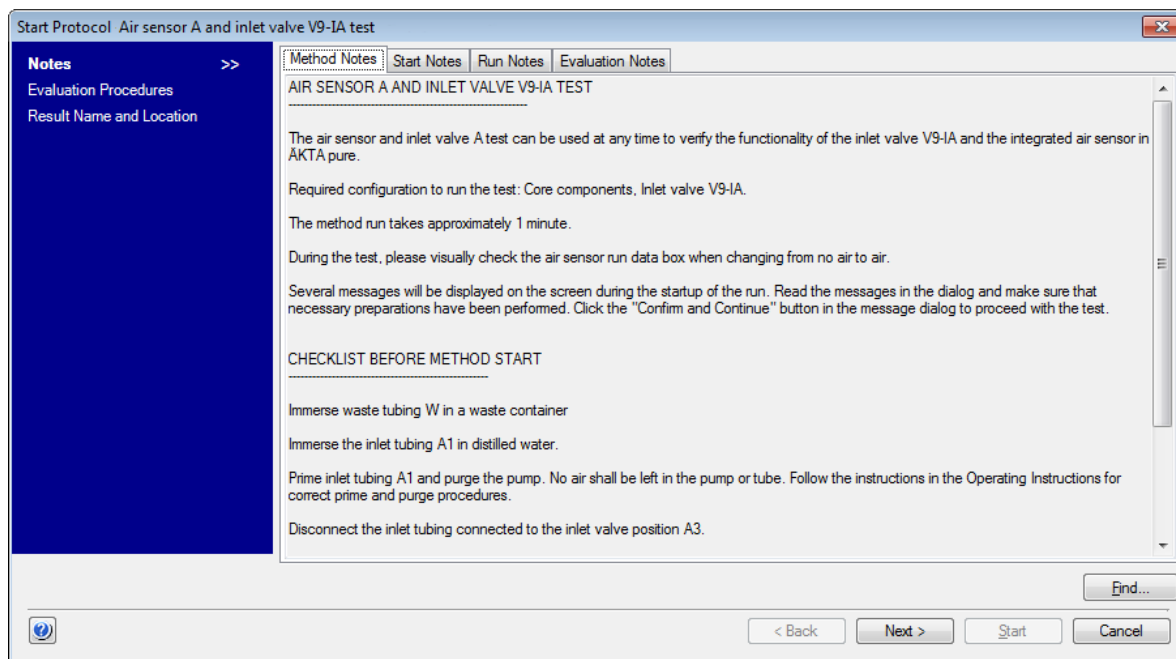 Start Protocol  Air sensor A and inlet valve V9-IA test
Notes >>
Evaluation Procedures
Result Name and Location
Method Notes Start Notes Run Notes Evaluation Notes
AIR SENSOR A AND INLET VALVE V9-IA TEST
------------------------------------------------------------
The air sensor and inlet valve A test can be used at any time to verify the functionality of the inlet valve V9-IA and the integrated air sensor in
ÄKTA pure.
Required configuration to run the test: Core components, Inlet valve V9-IA.
The method run takes approximately 1 minute.
During the test, please visually check the air sensor run data box when changing from no air to air.
Several messages will be displayed on the screen during the startup of the run. Read the messages in the dialog and make sure that
necessary preparations have been performed. Click the "Confirm and Continue" button in the message dialog to proceed with the test.
CHECKLIST BEFORE METHOD START
--------------------------------------------------
Immerse waste tubing W in a waste container
Immerse the inlet tubing A1 in distilled water.
Prime inlet tubing A1 and purge the pump. No air shall be left in the pump or tube. Follow the instructions in the Operating Instructions for
correct prime and purge procedures.
Disconnect the inlet tubing connected to the inlet valve position A3.
Find...
? < Back Next > Start Cancel